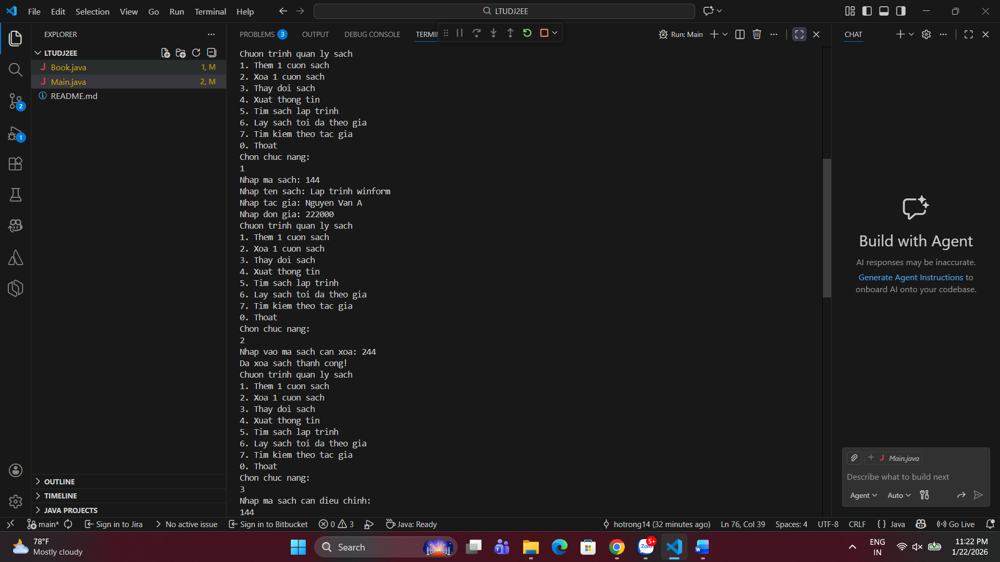 File Edit Selection View Go Run Terminal Help
LTUDJ2EE
EXPLORER
PROBLEMS 3 OUTPUT DEBUG CONSOLE TERMI
Run: Main
CHAT
LTUDJ2EE
J Book.java 1, M
J Main.java 2, M
README.md
2
1
Chuon trinh quan ly sach
1. Them 1 cuon sach
2. Xoa 1 cuon sach
3. Thay doi sach
4. Xuat thong tin
5. Tim sach lap trinh
6. Lay sach toi da theo gia
7. Tim kiem theo tac gia
0. Thoat
Chon chuc nang:
1
Nhap ma sach: 144
Nhap ten sach: Lap trinh winform
Nhap tac gia: Nguyen Van A
Nhap don gia: 222000
Chuon trinh quan ly sach
1. Them 1 cuon sach
2. Xoa 1 cuon sach
3. Thay doi sach
4. Xuat thong tin
5. Tim sach lap trinh
6. Lay sach toi da theo gia
7. Tim kiem theo tac gia
0. Thoat
Chon chuc nang:
2
Nhap vao ma sach can xoa: 244
Da xoa sach thanh cong!
Chuon trinh quan ly sach
1. Them 1 cuon sach
2. Xoa 1 cuon sach
3. Thay doi sach
4. Xuat thong tin
5. Tim sach lap trinh
6. Lay sach toi da theo gia
7. Tim kiem theo tac gia
0. Thoat
Chon chuc nang:
3
Nhap ma sach can dieu chinh:
144
Build with Agent
AI responses may be inaccurate.
Generate Agent Instructions to
onboard AI onto your codebase.
J Main.java
Describe what to build next
Agent Auto
OUTLINE
TIMELINE
JAVA PROJECTS
main* Sign in to Jira No active issue Sign in to Bitbucket 0 3 Java: Ready hotrong14 (32 minutes ago) Ln 76, Col 39 Spaces: 4 UTF-8 CRLF { } Java Go Live
78°F
Mostly cloudy
Search
T
Zalo
5+
W
ENG
IN
11:22 PM
1/22/2026